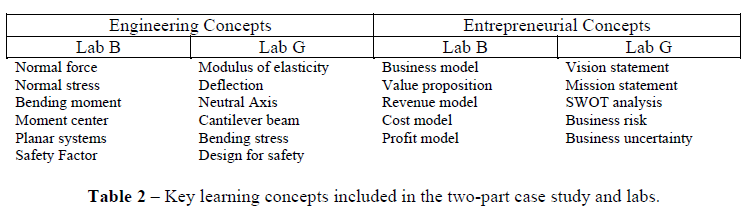 Engineering Concepts Entrepreneurial Concepts
Lab B Lab G Lab B Lab G
Normal force Modulus of elasticity Business model Vision statement
Normal stress Deflection Value proposition Mission statement
Bending moment Neutral Axis Revenue model SWOT analysis
Moment center Cantilever beam Cost model Business risk
Planar systems Bending stress Profit model Business uncertainty
Safety Factor Design for safety
Table 2 – Key learning concepts included in the two-part case study and labs.